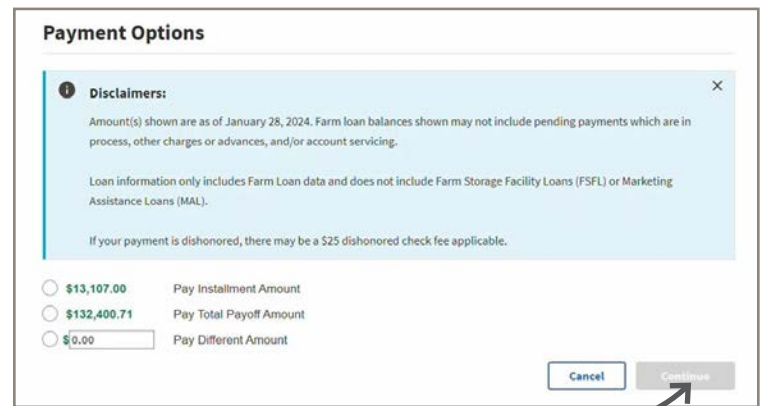 Payment Options
Disclaimers:
Amount(s) shown are as of January 28, 2024. Farm loan balances shown may not include pending payments which are in
process, other charges or advances, and/or account servicing.
Loan information only includes Farm Loan data and does not include Farm Storage Facility Loans (FSFL) or Marketing
Assistance Loans (MAL).
If your payment is dishonored, there may be a $25 dishonored check fee applicable.
$13,107.00 Pay Installment Amount
$132,400.71 Pay Total Payoff Amount
$ 0.00 Pay Different Amount
Cancel Continue